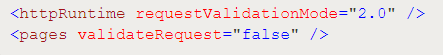 <httpRuntime requestValidationMode="2.0" />
<pages validateRequest="false" />